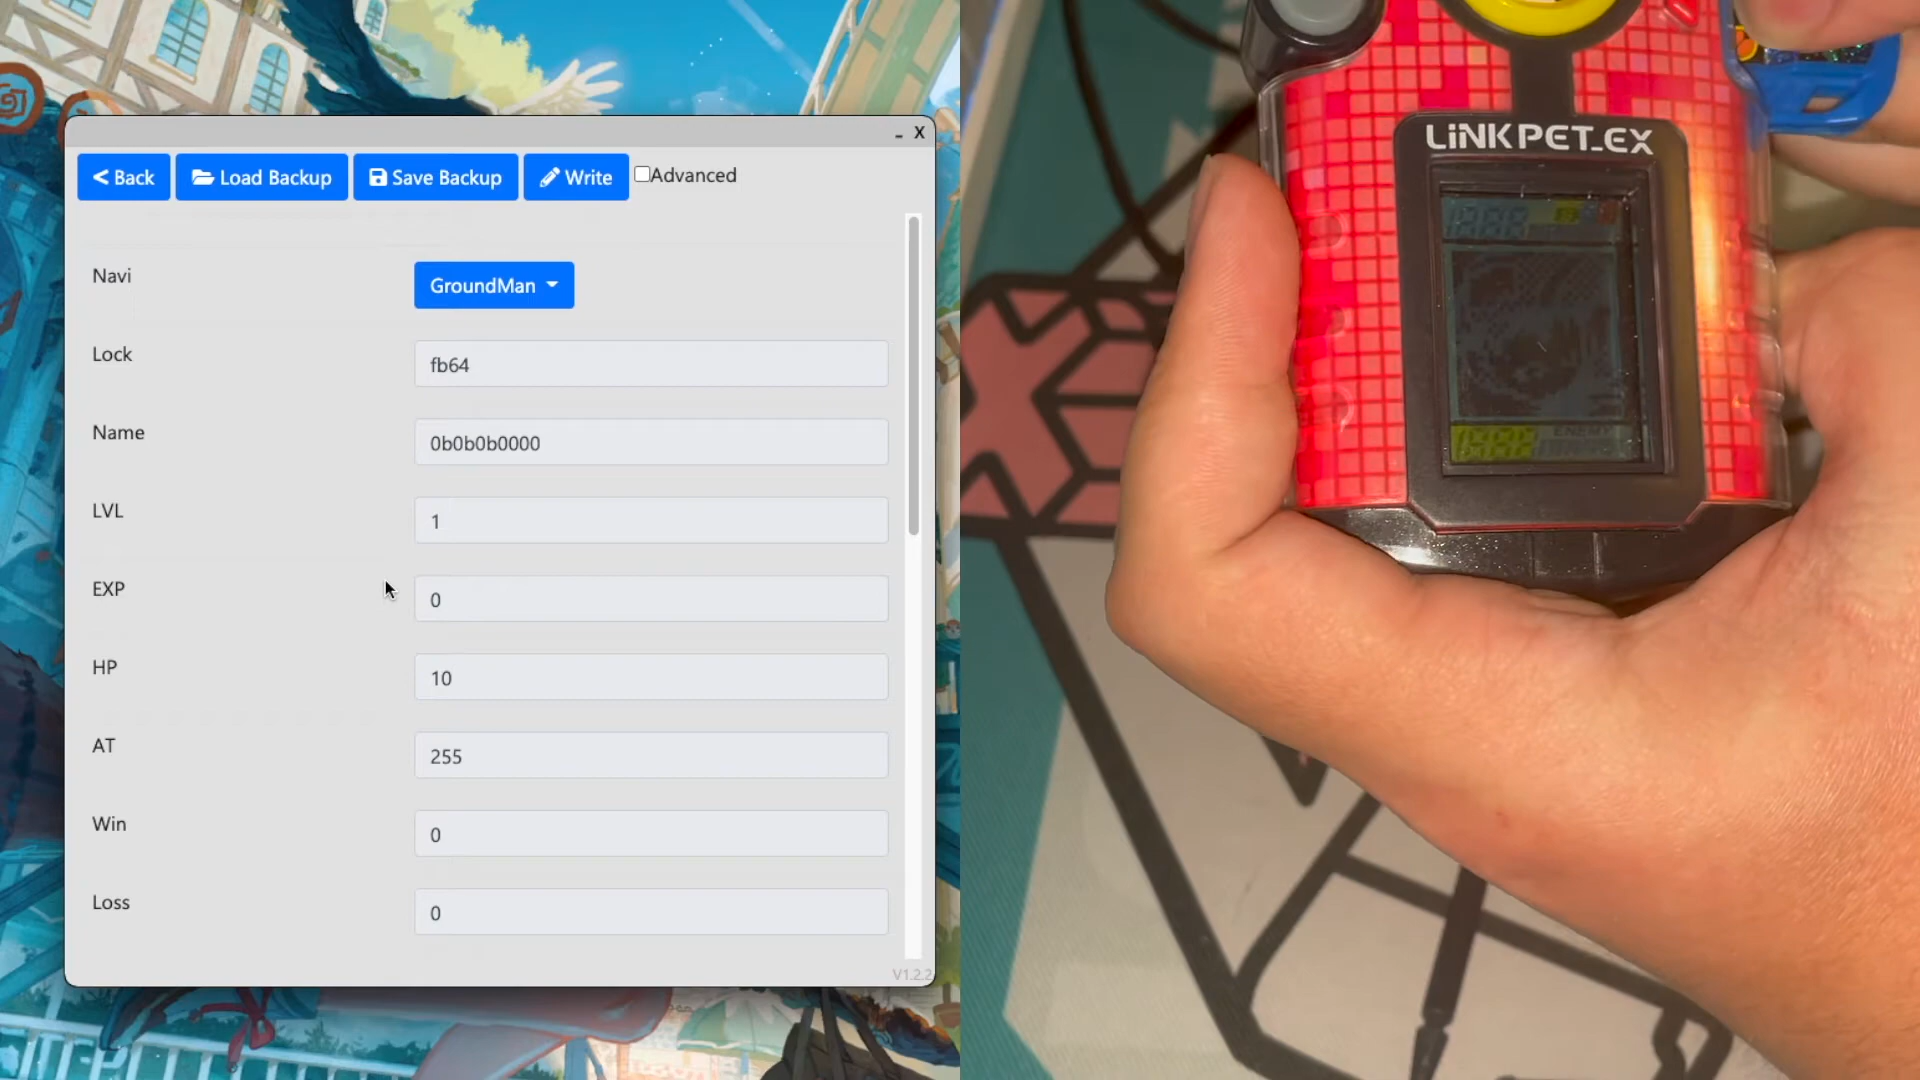 _ X
< Back Load Backup Save Backup Write Advanced
Navi GroundMan
Lock fb64
Name 0b0b0b0000
LVL 1
EXP 0
HP 10
AT 255
Win 0
Loss 0
V1.2.2
LiNKPET_EX
ENEMY